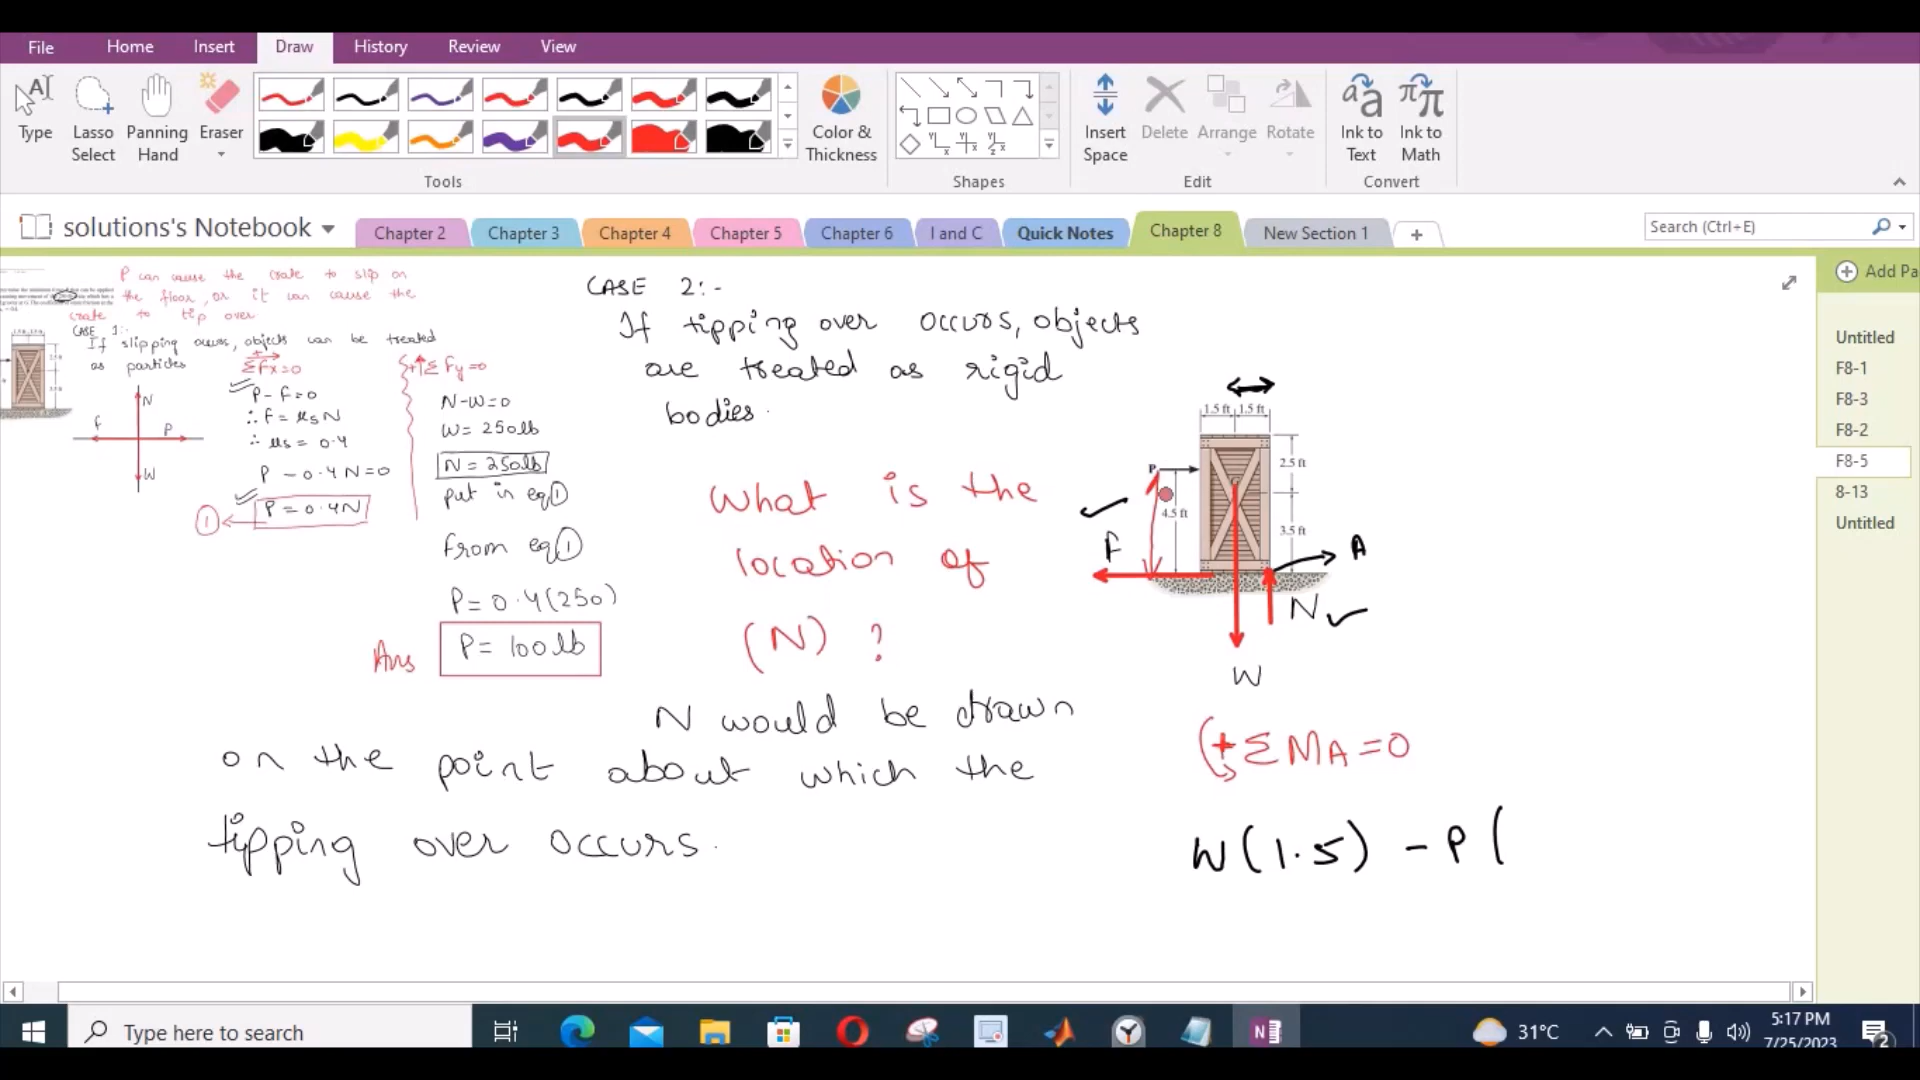 File Home Insert Draw History Review View
Type
Lasso Select
Panning Hand
Eraser
Color & Thickness
Insert Space
Delete
Arrange
Rotate
Ink to Text
Ink to Math
Tools
Shapes
Edit
Convert
solutions's Notebook
Chapter 2 Chapter 3 Chapter 4 Chapter 5 Chapter 6 I and C Quick Notes Chapter 8 New Section 1
Search (Ctrl+E)
Add Pa
Untitled
F8-1
F8-3
F8-2
F8-5
8-13
Untitled
P can cause the crate to slip on
the floor, or it can cause the
crate to tip over
CASE 1:-
If slipping occurs, objects can be treated
as particles
N
F P
W
+ ΣFx=0
P - F=0
∴ F= μsN
∴ μs= 0.4
P - 0.4N=0
P= 0.4N
1
+ Σ Fy=0
N-W=0
W= 250lb
N= 250lb
put in eq 1
from eq 1
P= 0.4(250)
Ans P= 100lb
CASE 2:-
If tipping over occurs, objects
are treated as rigid
bodies.
What is the
location of
(N) ?
N would be drawn
on the point about which the
tipping over occurs.
1.5 ft 1.5 ft
P
2.5 ft
4.5 ft
3.5 ft
F
A
N
W
+ Σ MA=0
W(1.5) - P(
Type here to search
31°C
5:17 PM
7/25/2023
2